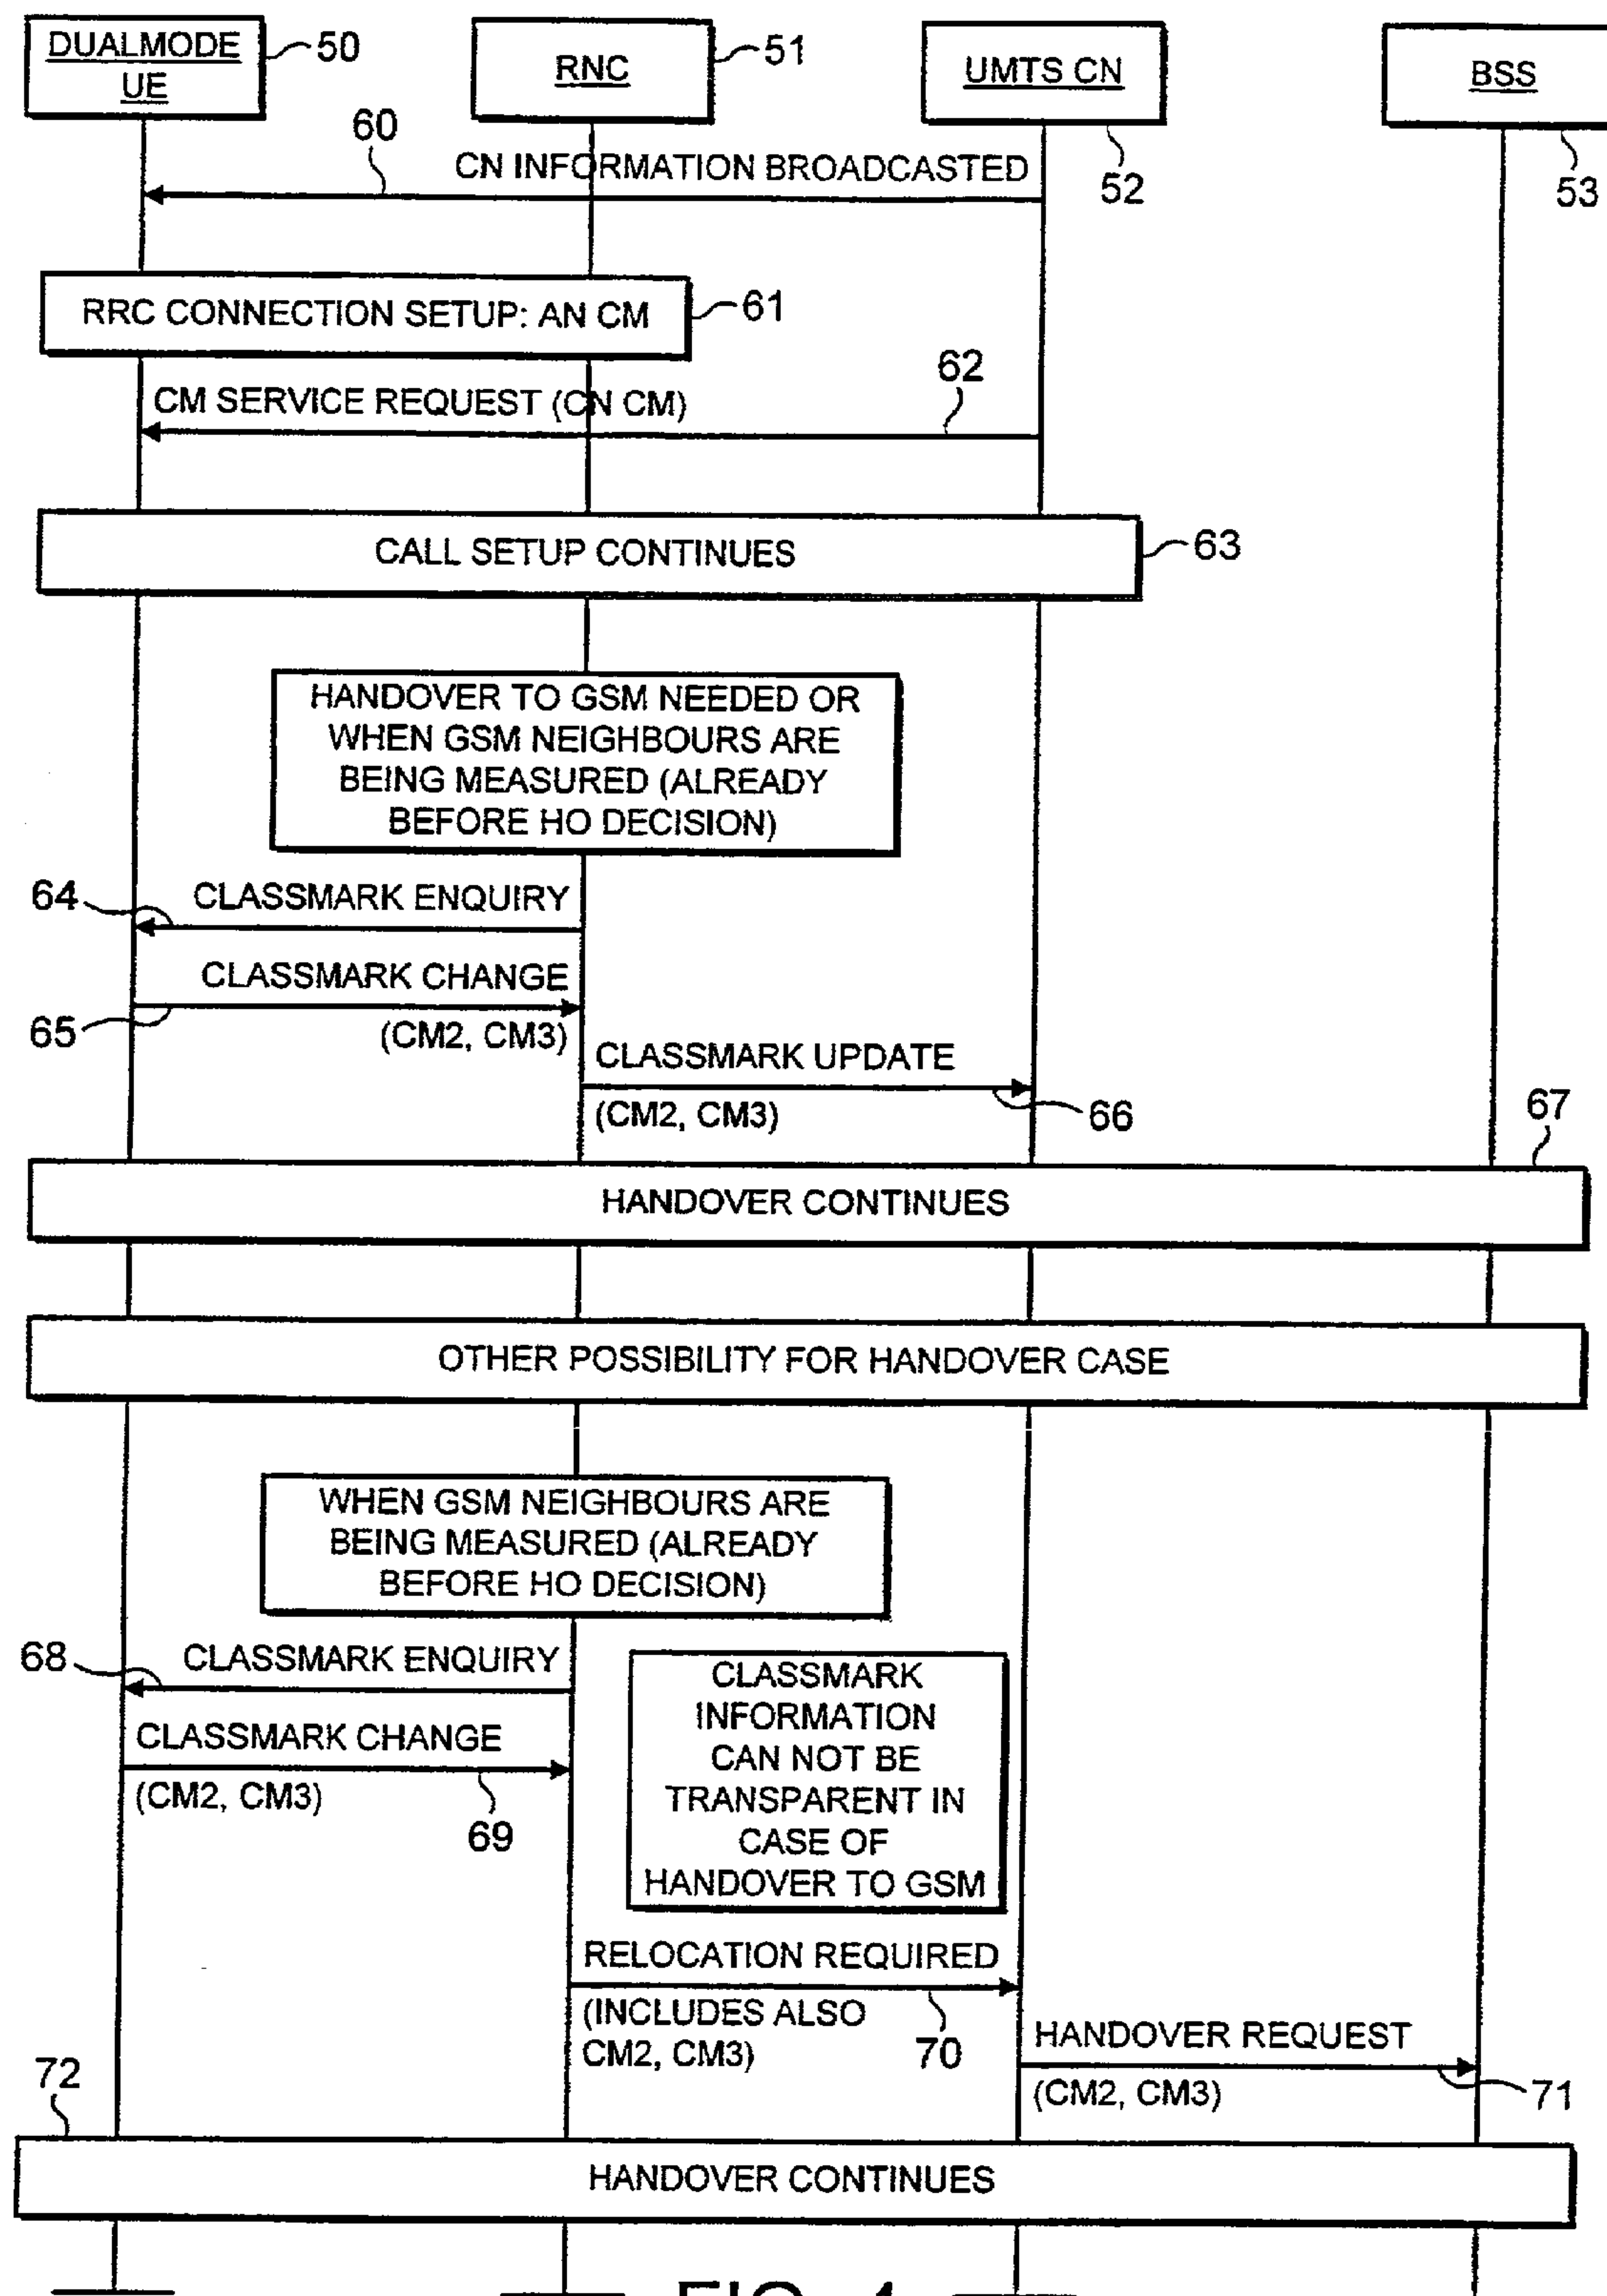 DUALMODE
UE
50
RNC
51
UMTS CN
52
BSS
53
60
CN INFORMATION BROADCASTED
RRC CONNECTION SETUP: AN CM
61
62
CM SERVICE REQUEST (CN CM)
CALL SETUP CONTINUES
63
HANDOVER TO GSM NEEDED OR
WHEN GSM NEIGHBOURS ARE
BEING MEASURED (ALREADY
BEFORE HO DECISION)
64
CLASSMARK ENQUIRY
CLASSMARK CHANGE
65
(CM2, CM3)
CLASSMARK UPDATE
(CM2, CM3)
66
67
HANDOVER CONTINUES
OTHER POSSIBILITY FOR HANDOVER CASE
WHEN GSM NEIGHBOURS ARE
BEING MEASURED (ALREADY
BEFORE HO DECISION)
68
CLASSMARK ENQUIRY
CLASSMARK CHANGE
(CM2, CM3)
69
CLASSMARK
INFORMATION
CAN NOT BE
TRANSPARENT IN
CASE OF
HANDOVER TO GSM
RELOCATION REQUIRED
(INCLUDES ALSO
CM2, CM3)
70
HANDOVER REQUEST
(CM2, CM3)
71
72
HANDOVER CONTINUES